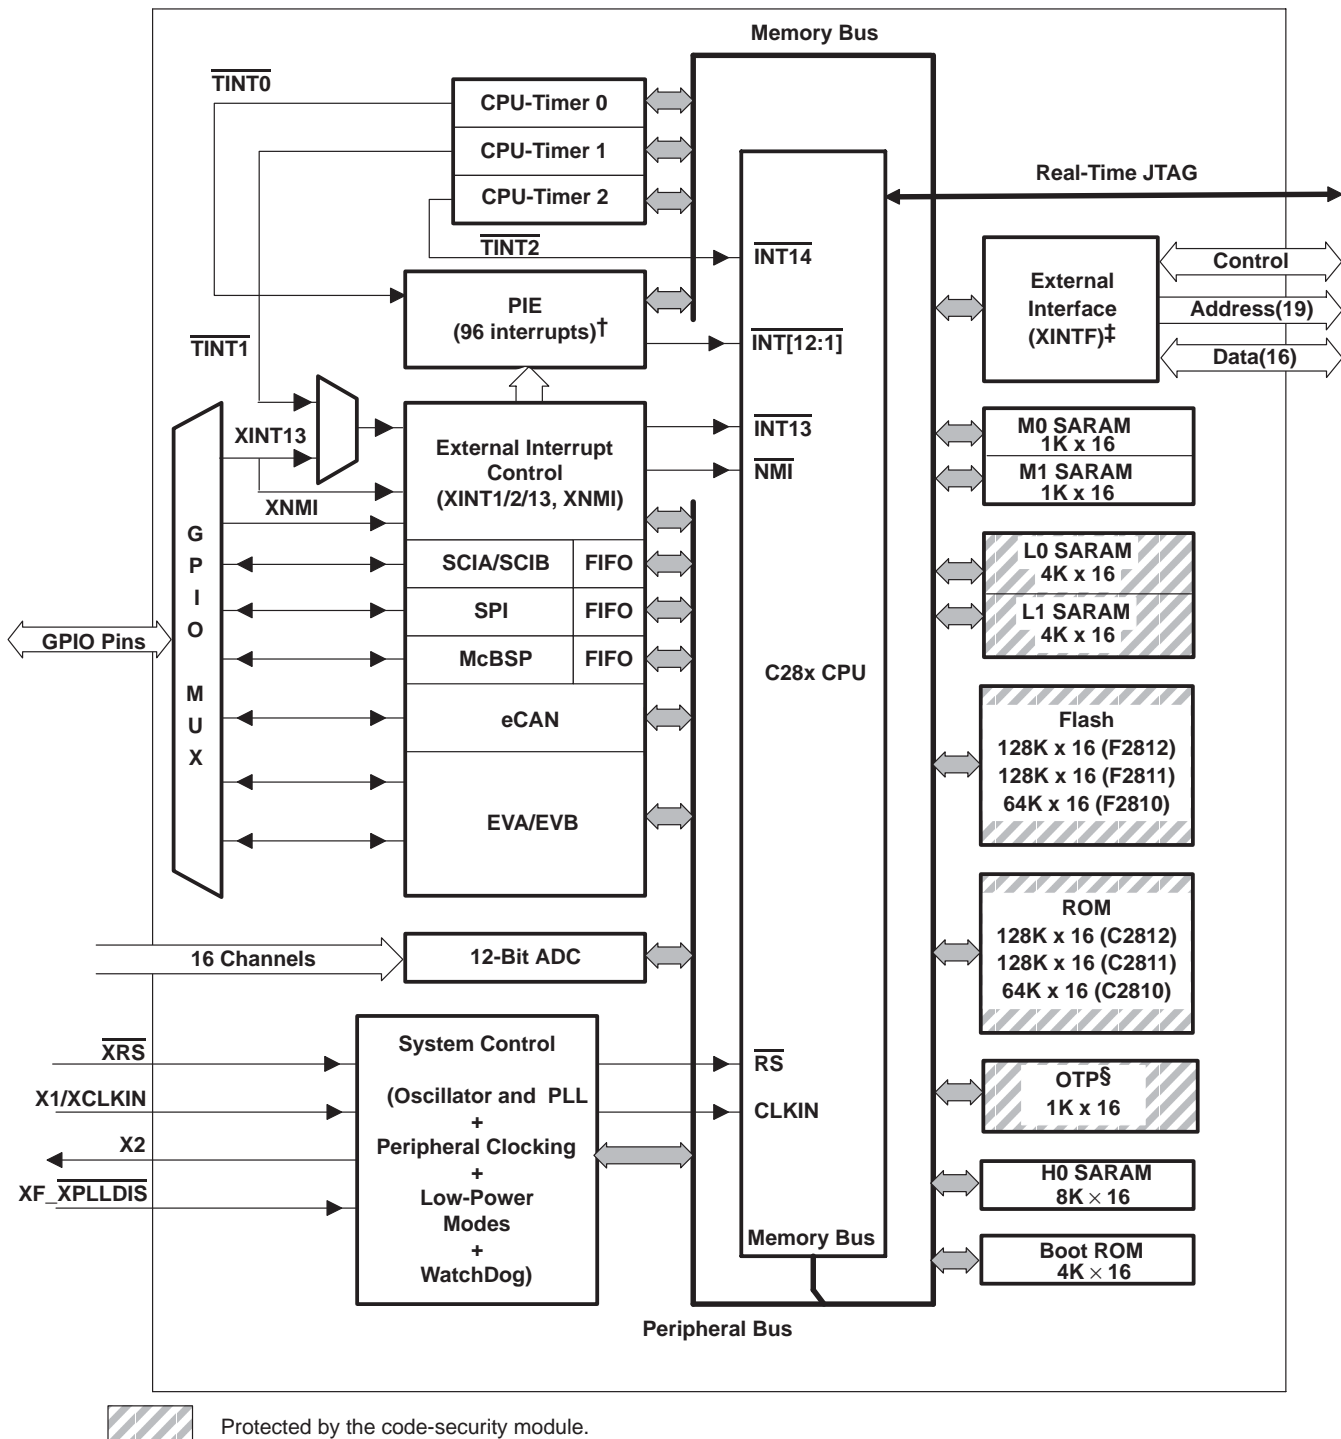 Memory Bus
TINT0
CPU-Timer 0
CPU-Timer 1
CPU-Timer 2
Real-Time JTAG
TINT2
INT14
Control
External
Interface
(XINTF)‡
Address(19)
Data(16)
PIE
(96 interrupts)†
INT[12:1]
TINT1
XINT13
External Interrupt
Control
(XINT1/2/13, XNMI)
INT13
NMI
XNMI
M0 SARAM
1K x 16
M1 SARAM
1K x 16
G
P
I
O
M
U
X
SCIA/SCIB
FIFO
SPI
FIFO
McBSP
FIFO
eCAN
EVA/EVB
GPIO Pins
C28x CPU
L0 SARAM
4K x 16
L1 SARAM
4K x 16
Flash
128K x 16 (F2812)
128K x 16 (F2811)
64K x 16 (F2810)
16 Channels
12-Bit ADC
ROM
128K x 16 (C2812)
128K x 16 (C2811)
64K x 16 (C2810)
XRS
X1/XCLKIN
X2
XF_XPLLDIS
System Control
(Oscillator and PLL
+
Peripheral Clocking
+
Low-Power
Modes
+
WatchDog)
RS
CLKIN
OTP§
1K x 16
H0 SARAM
8K × 16
Memory Bus
Boot ROM
4K × 16
Peripheral Bus
Protected by the code-security module.